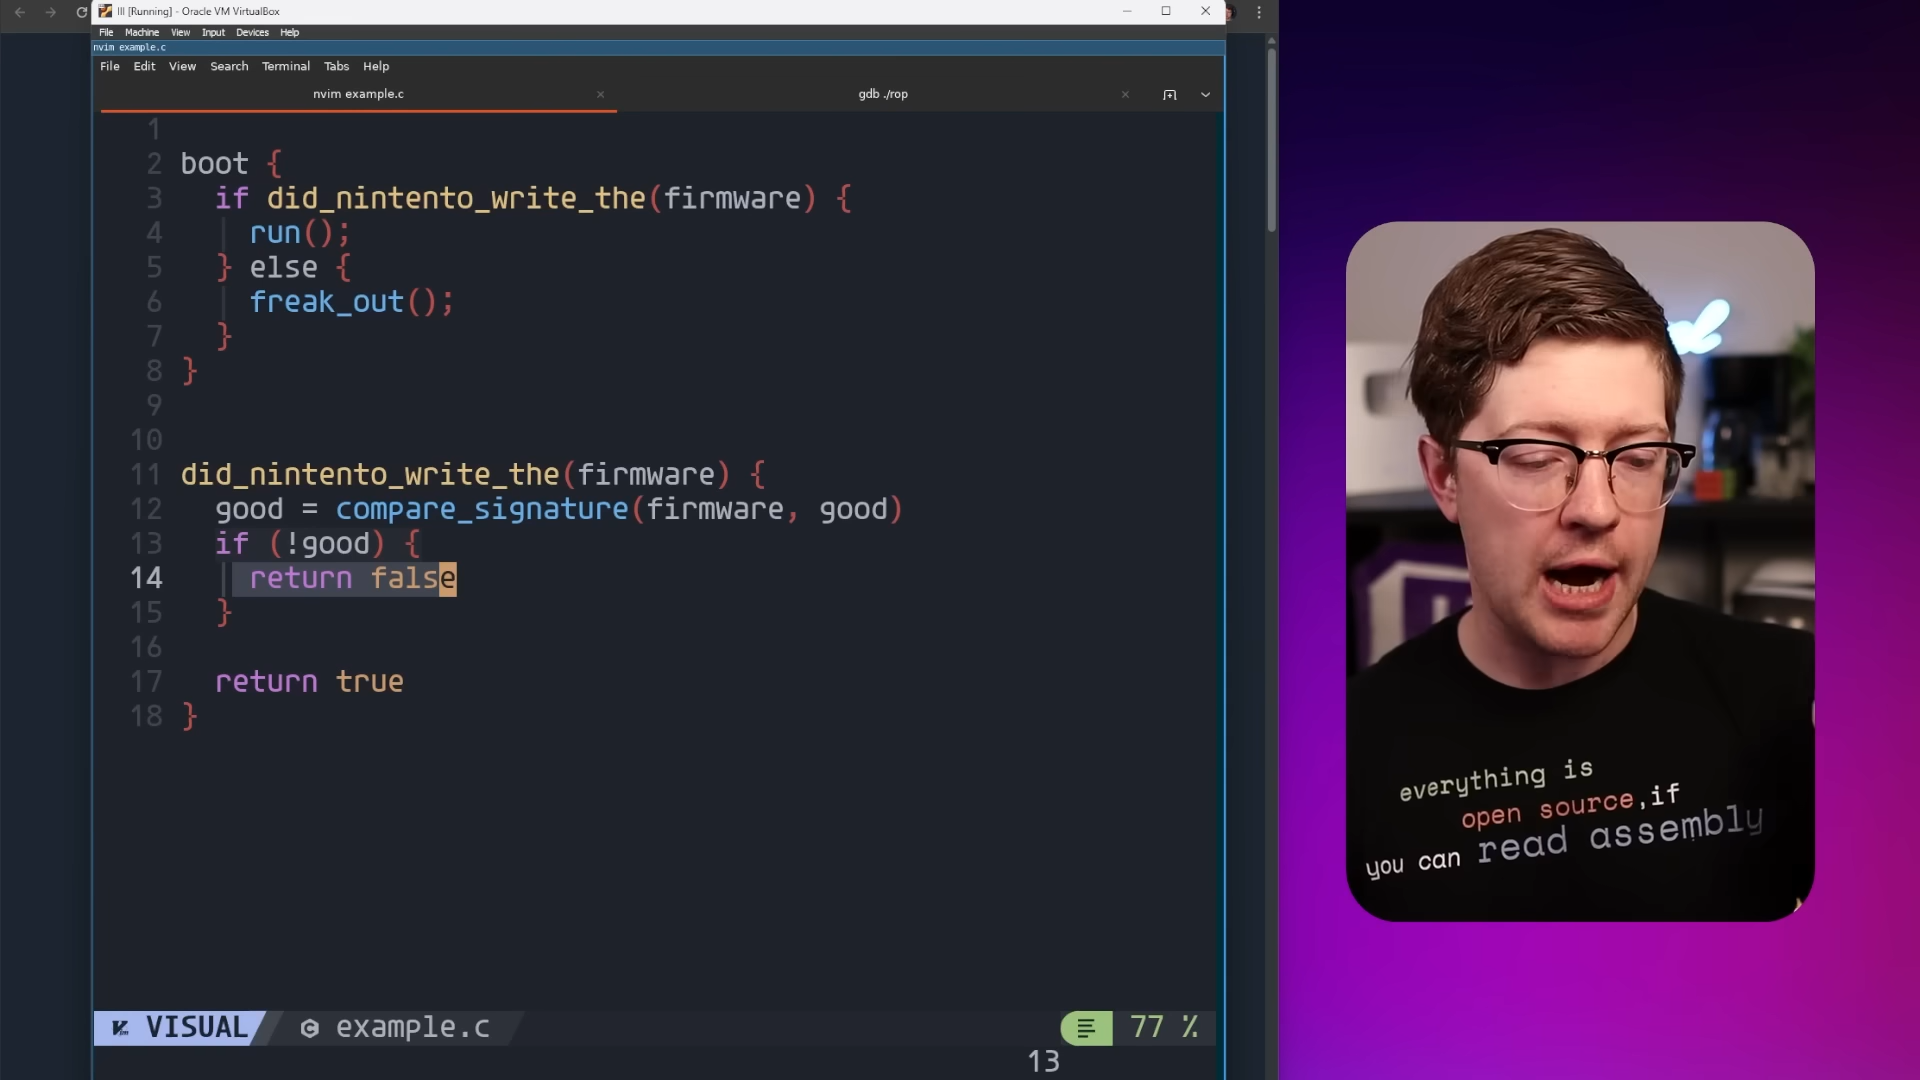 III [Running] - Oracle VM VirtualBox
File Machine View Input Devices Help
nvim example.c
File Edit View Search Terminal Tabs Help
nvim example.c
gdb ./rop
1
2 boot {
3 if did_nintento_write_the(firmware) {
4 run();
5 } else {
6 freak_out();
7 }
8 }
9
10
11 did_nintento_write_the(firmware) {
12 good = compare_signature(firmware, good)
13 if (!good) {
14 return false
15 }
16
17 return true
18 }
VISUAL example.c 77 %
13
everything is
open source,if
you can read assembly